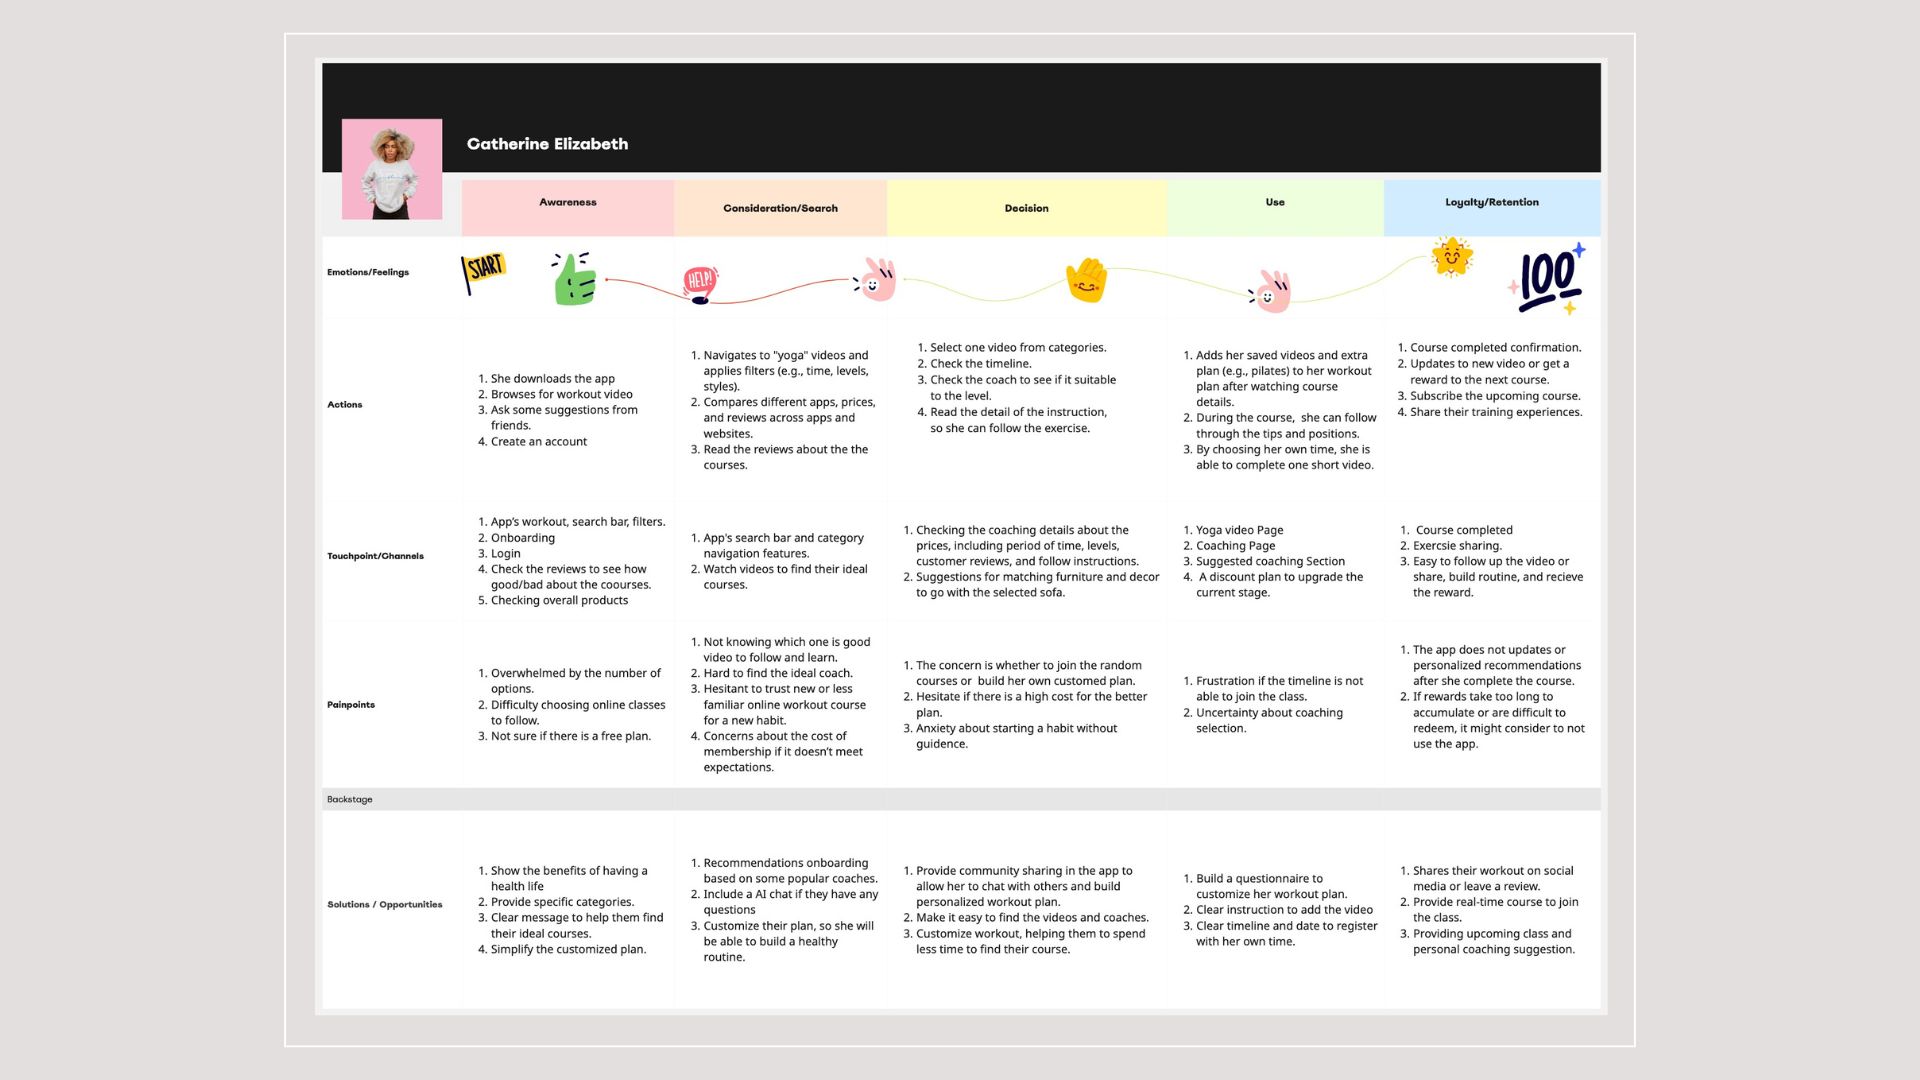 Catherine Elizabeth
Awareness
Consideration/Search
Decision
Use
Loyalty/Retention
Emotions/Feelings
START
HELP!
100
Actions
1. She downloads the app
2. Browses for workout video
3. Ask some suggestions from
friends.
4. Create an account
1. Navigates to "yoga" videos and
applies filters (e.g., time, levels,
styles).
2. Compares different apps, prices,
and reviews across apps and
websites.
3. Read the reviews about the the
courses.
1. Select one video from categories.
2. Check the timeline.
3. Check the coach to see if it suitable
to the level.
4. Read the detail of the instruction,
so she can follow the exercise.
1. Adds her saved videos and extra
plan (e.g., pilates) to her workout
plan after watching course
details.
2. During the course,  she can follow
through the tips and positions.
3. By choosing her own time, she is
able to complete one short video.
1. Course completed confirmation.
2. Updates to new video or get a
reward to the next course.
3. Subscribe the upcoming course.
4. Share their training experiences.
Touchpoint/Channels
1. App's workout, search bar, filters.
2. Onboarding
3. Login
4. Check the reviews to see how
good/bad about the coourses.
5. Checking overall products
1. App's search bar and category
navigation features.
2. Watch videos to find their ideal
courses.
1. Checking the coaching details about the
prices, including period of time, levels,
customer reviews, and follow instructions.
2. Suggestions for matching furniture and decor
to go with the selected sofa.
1. Yoga video Page
2. Coaching Page
3. Suggested coaching Section
4.  A discount plan to upgrade the
current stage.
1.  Course completed
2. Exercsie sharing.
3. Easy to follow up the video or
share, build routine, and recieve
the reward.
Painpoints
1. Overwhelmed by the number of
options.
2. Difficulty choosing online classes
to follow.
3. Not sure if there is a free plan.
1. Not knowing which one is good
video to follow and learn.
2. Hard to find the ideal coach.
3. Hesitant to trust new or less
familiar online workout course
for a new habit.
4. Concerns about the cost of
membership if it doesn't meet
expectations.
1. The concern is whether to join the random
courses or  build her own customed plan.
2. Hesitate if there is a high cost for the better
plan.
3. Anxiety about starting a habit without
guidence.
1. Frustration if the timeline is not
able to join the class.
2. Uncertainty about coaching
selection.
1. The app does not updates or
personalized recommendations
after she complete the course.
2. If rewards take too long to
accumulate or are difficult to
redeem, it might consider to not
use the app.
Backstage
Solutions / Opportunities
1. Show the benefits of having a
health life
2. Provide specific categories.
3. Clear message to help them find
their ideal courses.
4. Simplify the customized plan.
1. Recommendations onboarding
based on some popular coaches.
2. Include a AI chat if they have any
questions
3. Customize their plan, so she will
be able to build a healthy
routine.
1. Provide community sharing in the app to
allow her to chat with others and build
personalized workout plan.
2. Make it easy to find the videos and coaches.
3. Customize workout, helping them to spend
less time to find their course.
1. Build a questionnaire to
customize her workout plan.
2. Clear instruction to add the video
3. Clear timeline and date to register
with her own time.
1. Shares their workout on social
media or leave a review.
2. Provide real-time course to join
the class.
3. Providing upcoming class and
personal coaching suggestion.